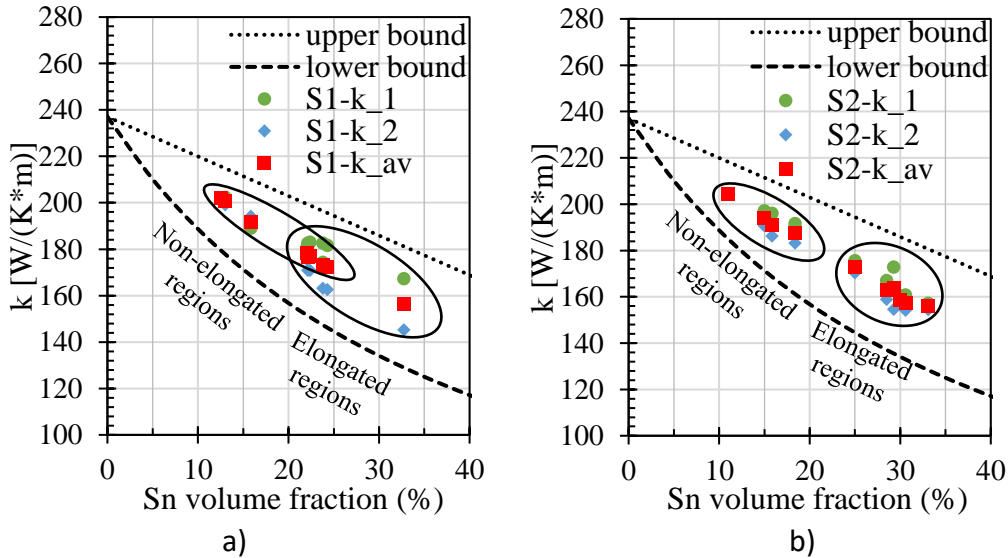 280
260
240
220
200
180
160
140
120
100
k [W/(K*m)]
upper bound
lower bound
S1-k_1
S1-k_2
S1-k_av
Non-elongated
regions
Elongated
regions
0
10
20
30
40
Sn volume fraction (%)
a)
280
260
240
220
200
180
160
140
120
100
k [W/(K*m)]
upper bound
lower bound
S2-k_1
S2-k_2
S2-k_av
Non-elongated
regions
Elongated
regions
0
10
20
30
40
Sn volume fraction (%)
b)